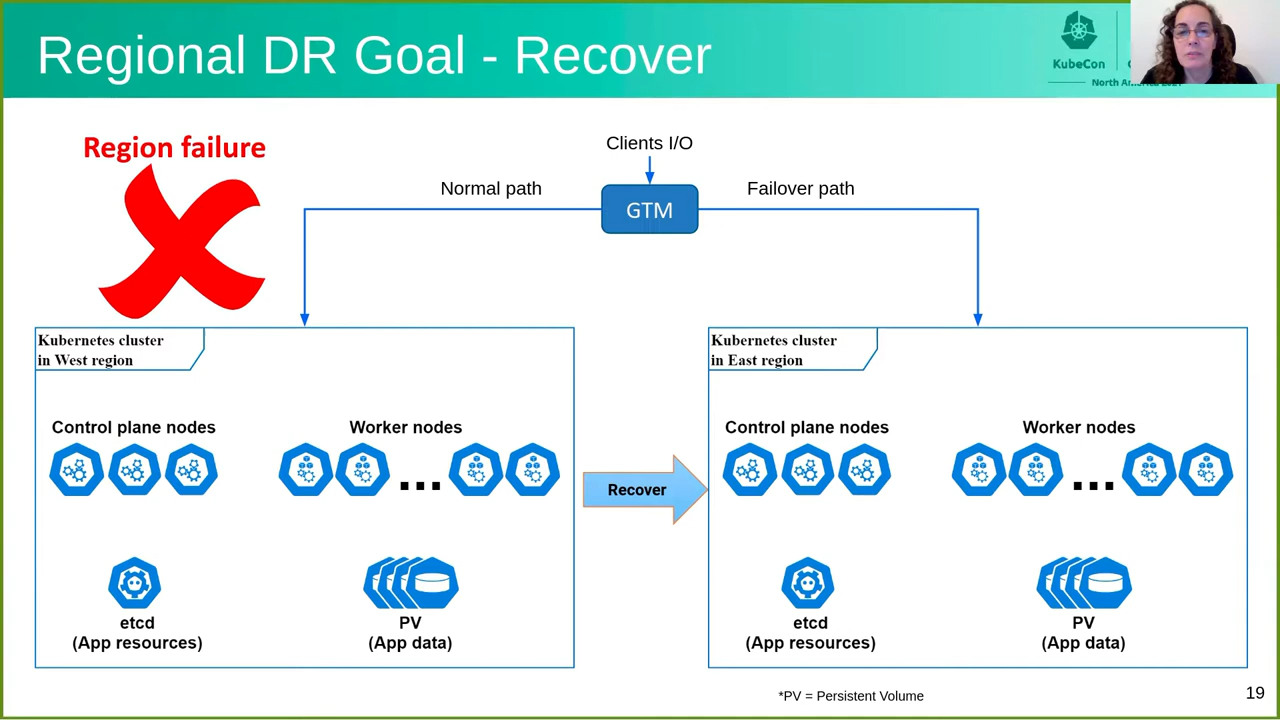 Regional DR Goal - Recover
KubeCon
North America 2021
Region failure
Clients I/O
Normal path
GTM
Failover path
Kubernetes cluster
in West region
Control plane nodes
Worker nodes
...
etcd
(App resources)
PV
(App data)
Recover
Kubernetes cluster
in East region
Control plane nodes
Worker nodes
...
etcd
(App resources)
PV
(App data)
*PV = Persistent Volume
19